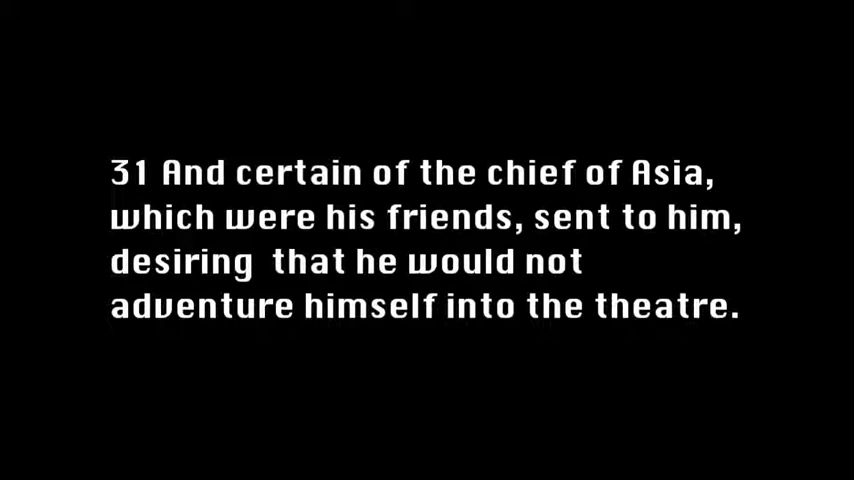 31 And certain of the chief of Asia,
which were his friends, sent to him,
desiring  that he would not
adventure himself into the theatre.